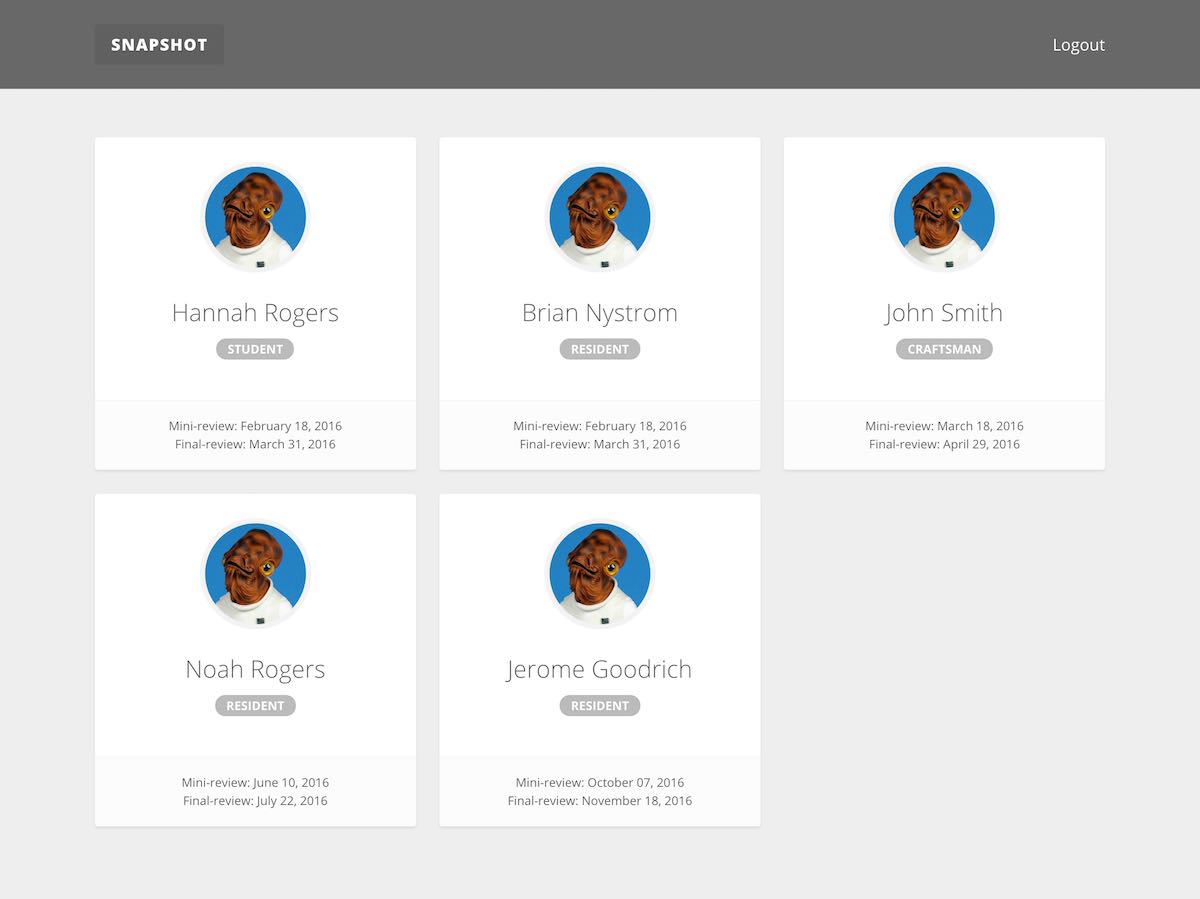 SNAPSHOT
Logout
Hannah Rogers
STUDENT
Mini-review: February 18, 2016
Final-review: March 31, 2016
Brian Nystrom
RESIDENT
Mini-review: February 18, 2016
Final-review: March 31, 2016
John Smith
CRAFTSMAN
Mini-review: March 18, 2016
Final-review: April 29, 2016
Noah Rogers
RESIDENT
Mini-review: June 10, 2016
Final-review: July 22, 2016
Jerome Goodrich
RESIDENT
Mini-review: October 07, 2016
Final-review: November 18, 2016